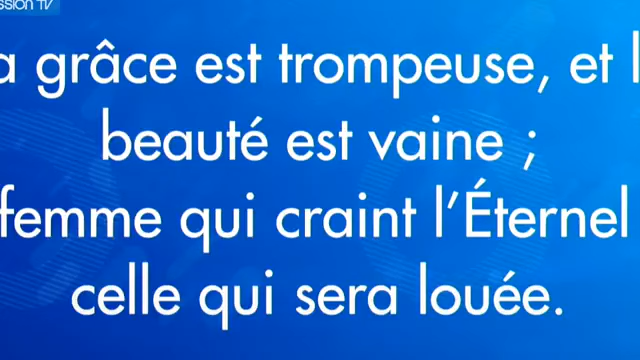 ssion TV
a grâce est trompeuse, et l
beauté est vaine ;
femme qui craint l'Éternel
celle qui sera louée.